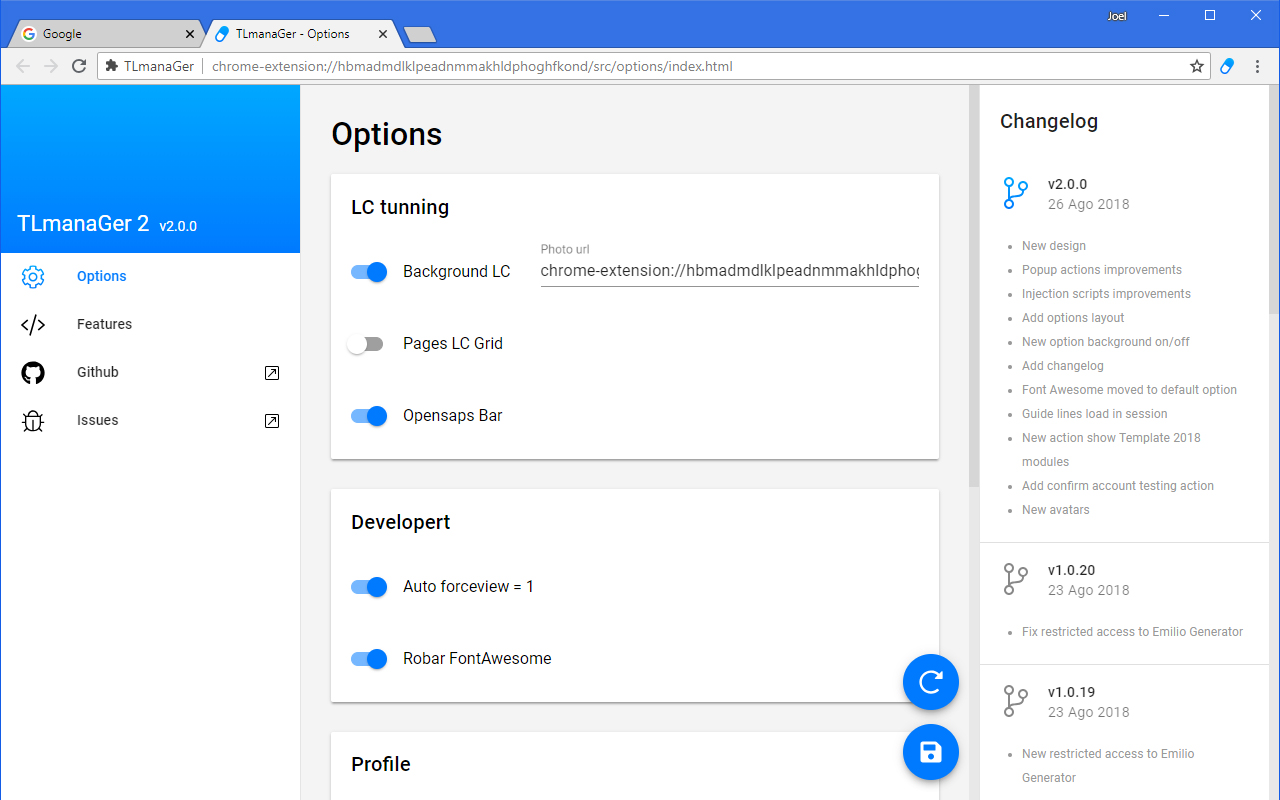 Joel
Google
TLmanaGer - Options
TLmanaGer
chrome-extension://hbmadmdlklpeadnmmakhldphoghfkond/src/options/index.html
TLmanaGer 2 v2.0.0
Options
Features
Github
Issues
Options
LC tunning
Background LC
Photo url
chrome-extension://hbmadmdlklpeadnmmakhldphog
Pages LC Grid
Opensaps Bar
Developert
Auto forceview = 1
Robar FontAwesome
Profile
Changelog
v2.0.0
26 Ago 2018
New design
Popup actions improvements
Injection scripts improvements
Add options layout
New option background on/off
Add changelog
Font Awesome moved to default option
Guide lines load in session
New action show Template 2018
modules
Add confirm account testing action
New avatars
v1.0.20
23 Ago 2018
Fix restricted access to Emilio Generator
v1.0.19
23 Ago 2018
New restricted access to Emilio
Generator